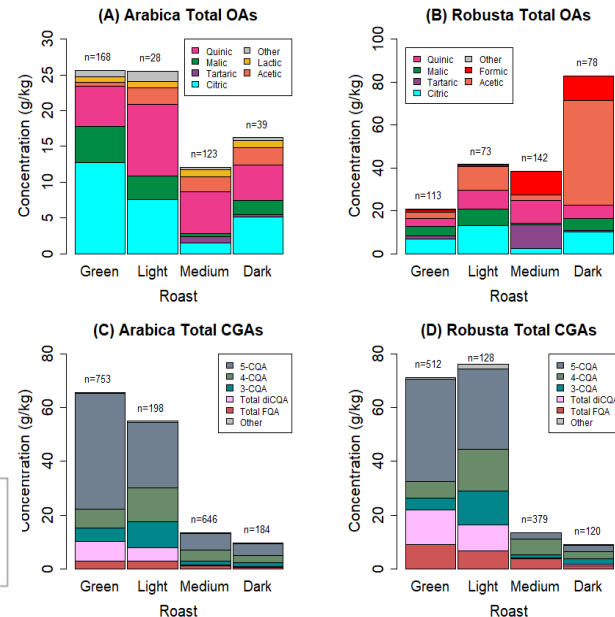 (A) Arabica Total OAs
Concentration (g/kg)
30
25
20
15
10
5
0
n=168
n=28
n=123
n=39
Quinic
Malic
Tartaric
Citric
Other
Lactic
Acetic
Green
Light
Medium
Dark
Roast
(B) Robusta Total OAs
Concentration (g/kg)
100
80
60
40
20
0
n=113
n=73
n=142
n=78
Quinic
Malic
Tartaric
Citric
Other
Formic
Acetic
Green
Light
Medium
Dark
Roast
(C) Arabica Total CGAs
Concentration (g/kg)
80
60
40
20
0
n=753
n=198
n=646
n=184
5-CQA
4-CQA
3-CQA
Total diCQA
Total FQA
Other
Green
Light
Medium
Dark
Roast
(D) Robusta Total CGAs
Concentration (g/kg)
80
60
40
20
0
n=512
n=128
n=379
n=120
5-CQA
4-CQA
3-CQA
Total diCQA
Total FQA
Other
Green
Light
Medium
Dark
Roast